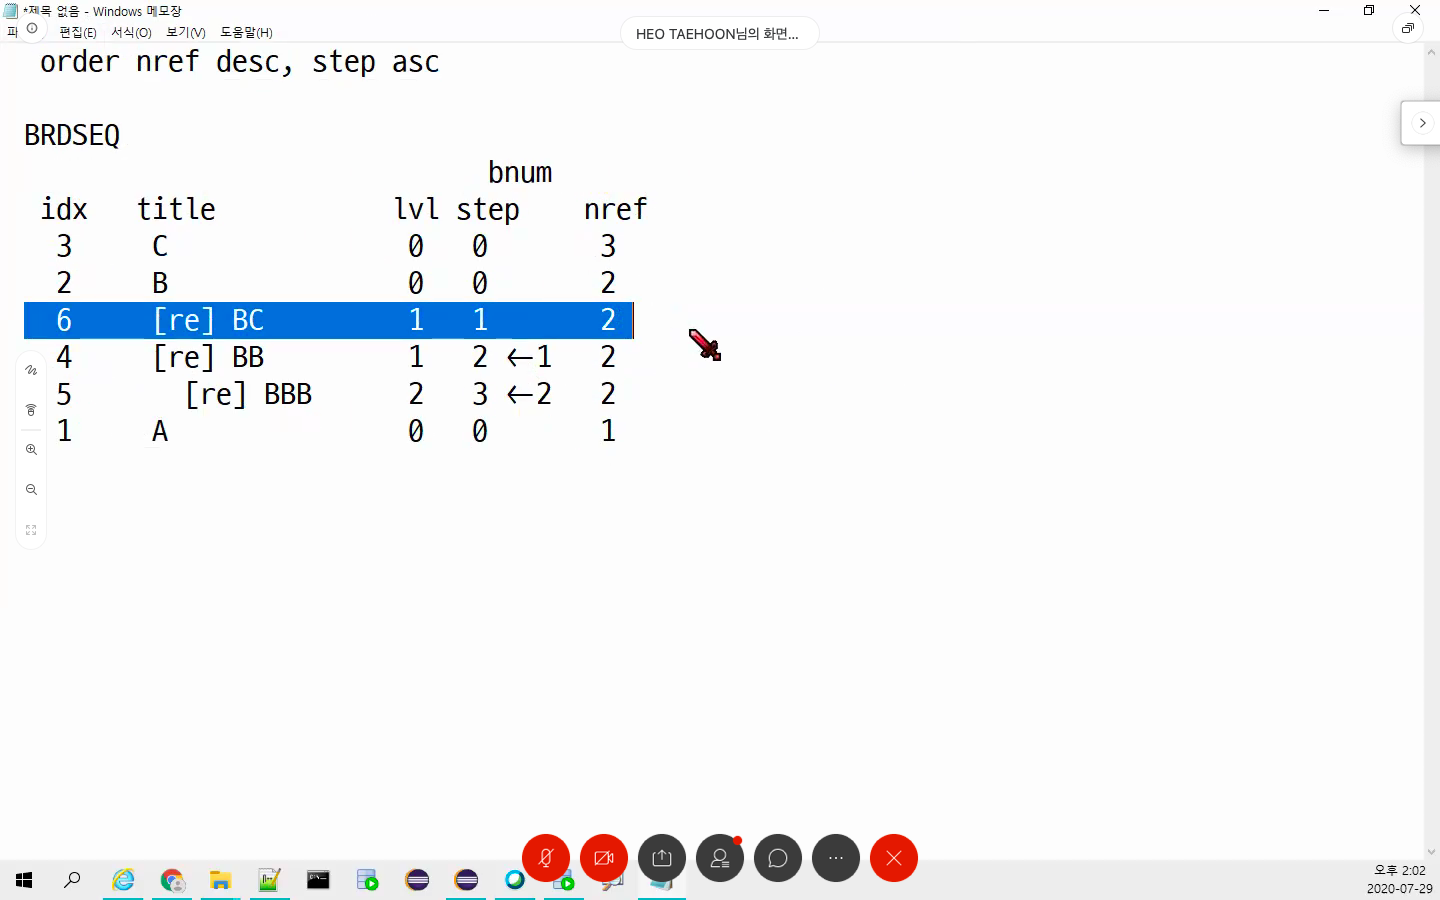 *제목 없음 - Windows 메모장
편집(E) 서식(O) 보기(V) 도움말(H)
HEO TAEHOON님의 화면...
order nref desc, step asc
BRDSEQ
bnum
idx title lvl step nref
3 C 0 0 3
2 B 0 0 2
6 [re] BC 1 1 2
4 [re] BB 1 2 ←1 2
5 [re] BBB 2 3 ←2 2
1 A 0 0 1
오후 2:02
2020-07-29